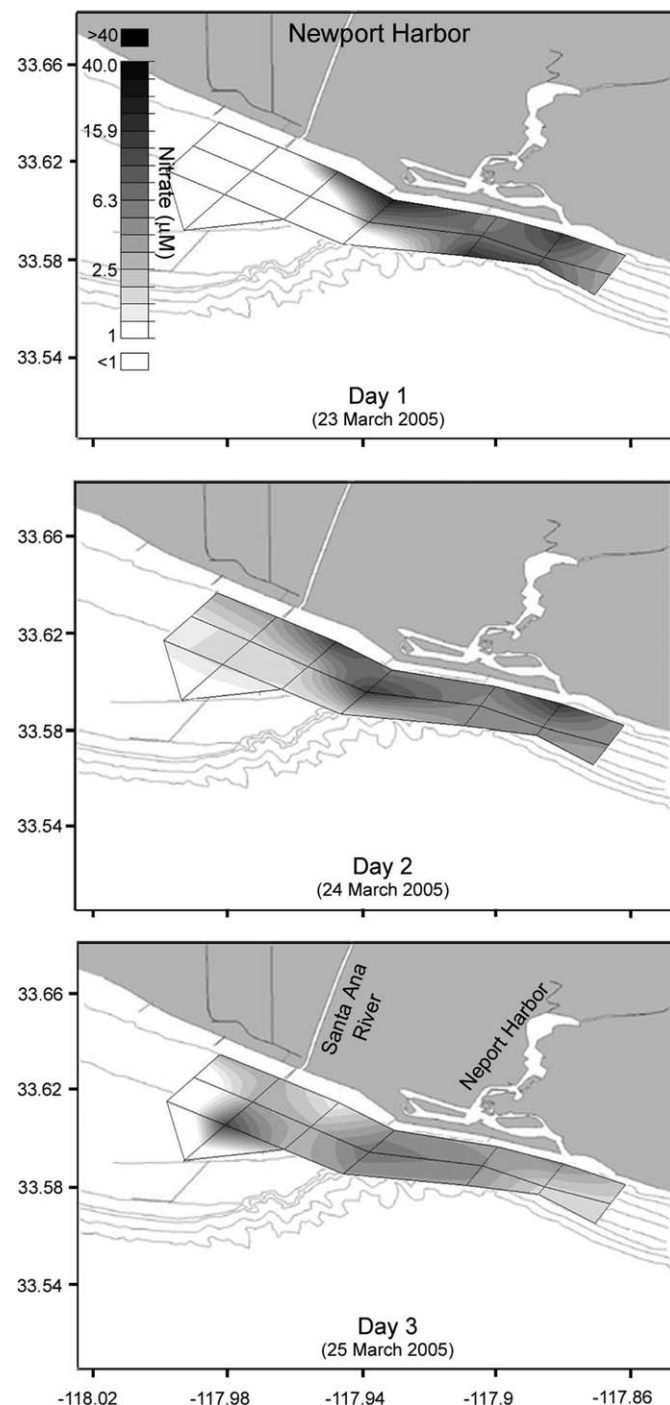 Newport Harbor
>40
40.0
15.9
6.3
2.5
1
<1
Nitrate (µM)
33.66
33.62
33.58
33.54
Day 1
(23 March 2005)
33.66
33.62
33.58
33.54
Day 2
(24 March 2005)
33.66
33.62
33.58
33.54
Santa Ana
River
Neport Harbor
Day 3
(25 March 2005)
-118.02
-117.98
-117.94
-117.9
-117.86